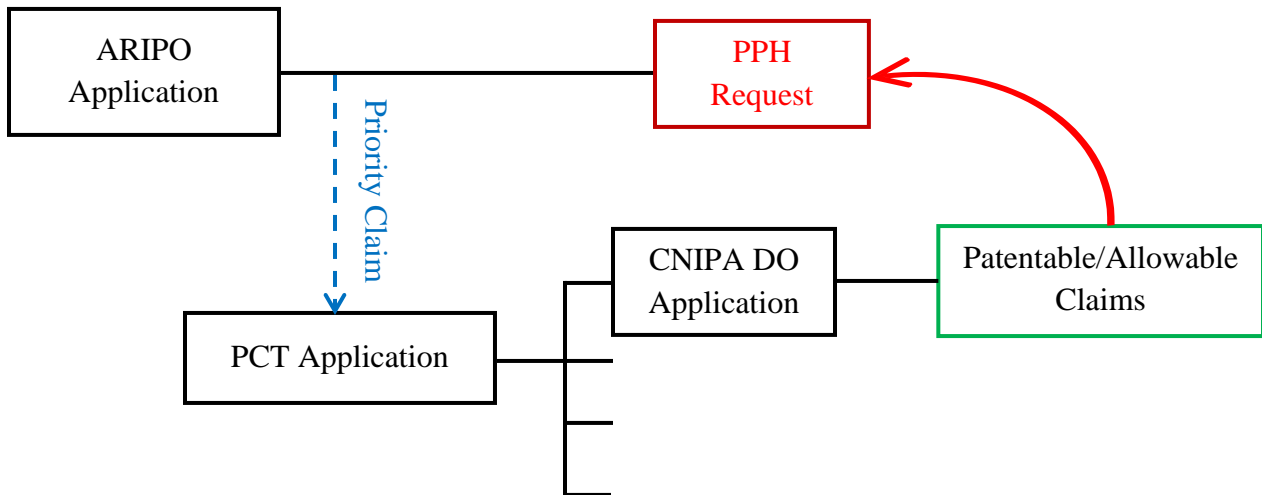 ARIPO
Application
PPH
Request
Priority Claim
CNIPA DO
Application
Patentable/Allowable
Claims
PCT Application